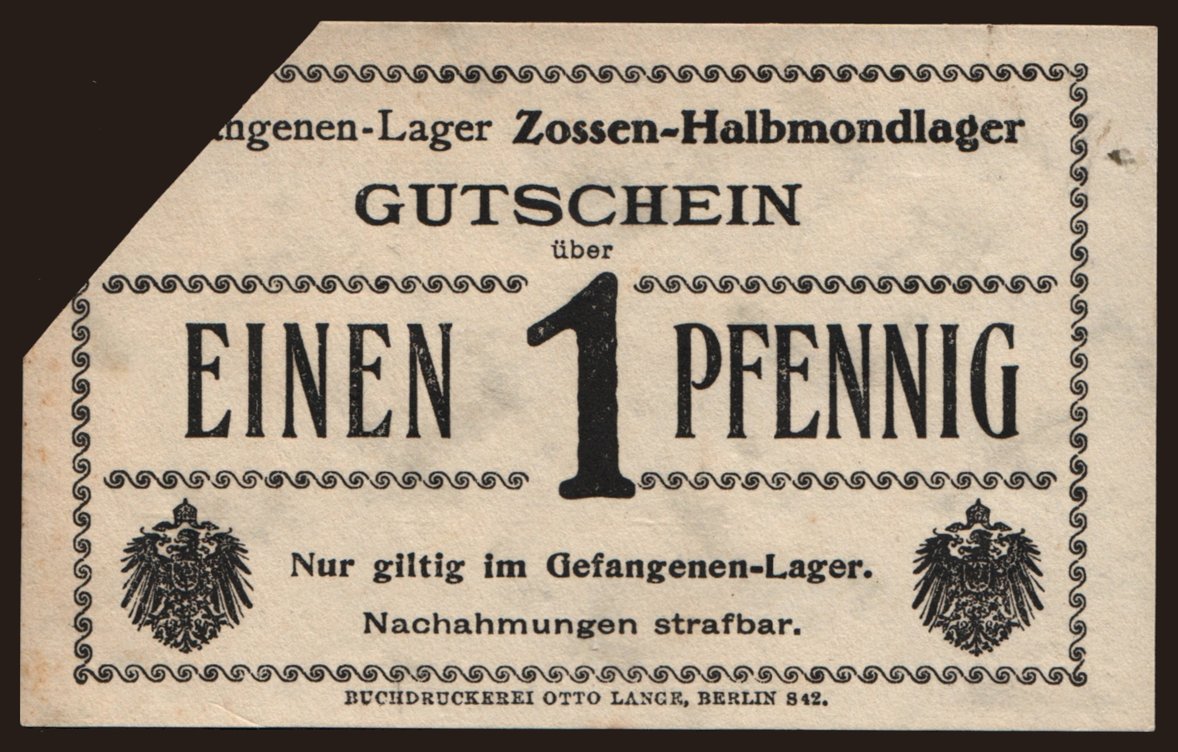 angenen-Lager Zossen-Halbmondlager
GUTSCHEIN
über
EINEN 1 PFENNIG
Nur giltig im Gefangenen-Lager.
Nachahmungen strafbar.
BUCHDRUCKEREI OTTO LANGE, BERLIN S42.